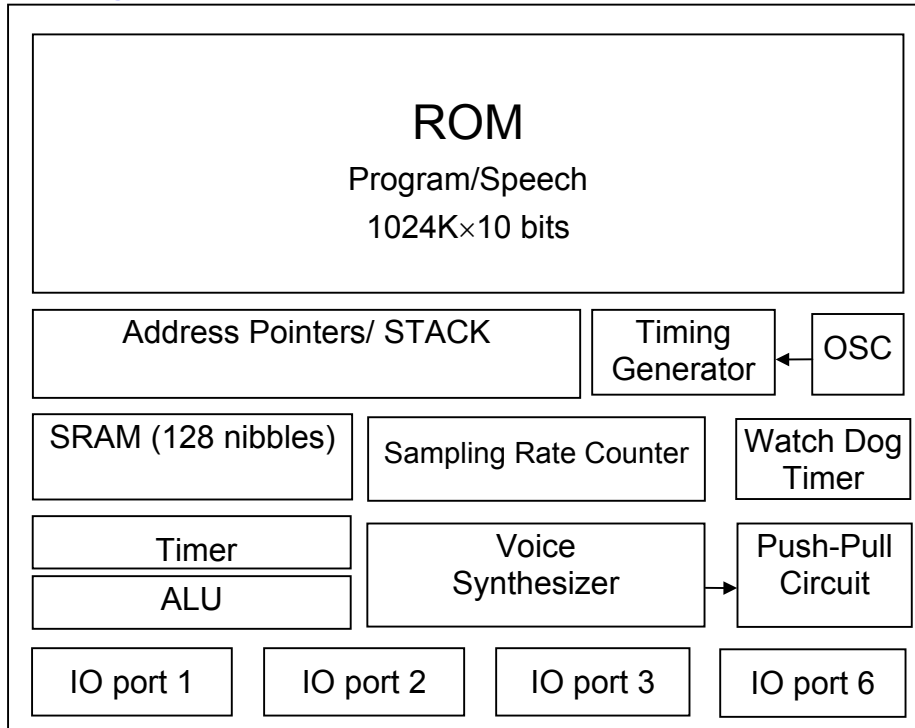 ROM
Program/Speech
1024K×10 bits
Address Pointers/ STACK
Timing
Generator
OSC
SRAM (128 nibbles)
Sampling Rate Counter
Watch Dog
Timer
Timer
ALU
Voice
Synthesizer
Push-Pull
Circuit
IO port 1
IO port 2
IO port 3
IO port 6